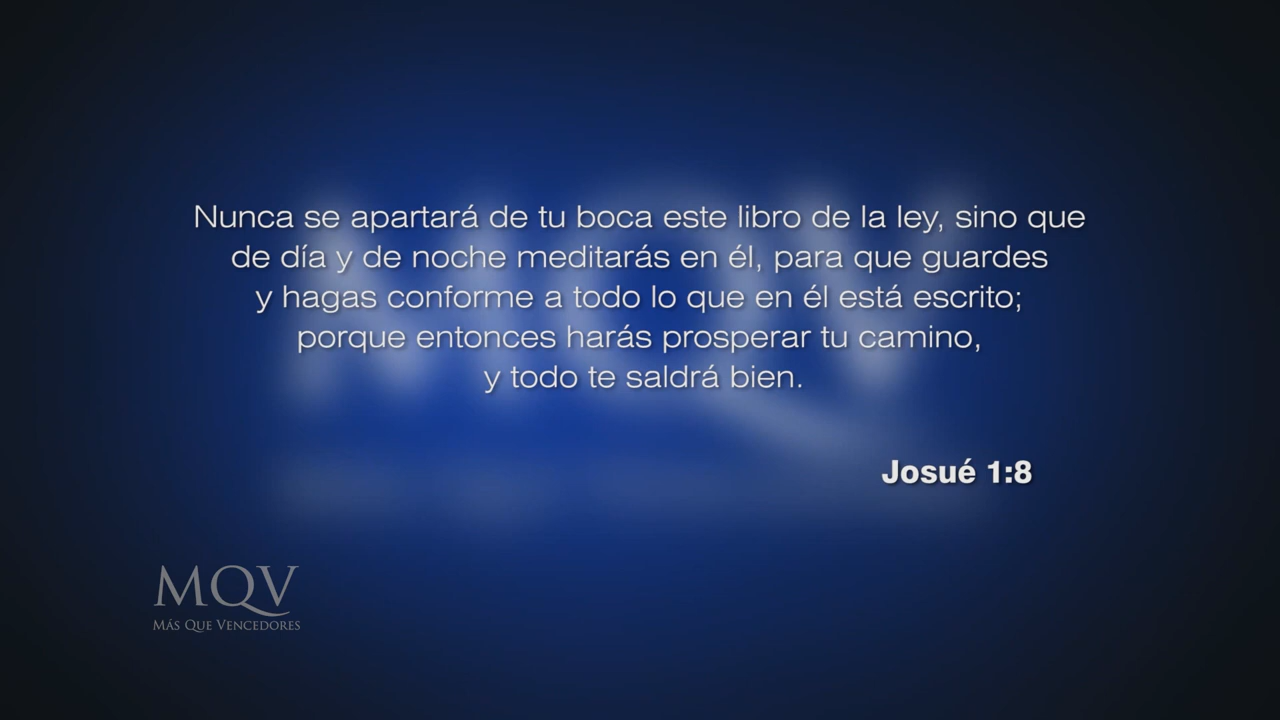 Nunca se apartará de tu boca este libro de la ley, sino que
de día y de noche meditarás en él, para que guardes
y hagas conforme a todo lo que en él está escrito;
porque entonces harás prosperar tu camino,
y todo te saldrá bien.
Josué 1:8
MQV
Más Que Vencedores